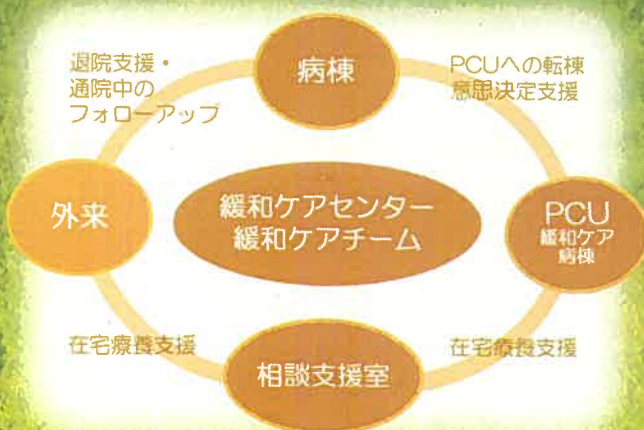 退院支援・
通院中の
フォローアップ
病棟
PCUへの転棟
意思決定支援
外来
緩和ケアセンター
緩和ケアチーム
PCU
緩和ケア
病棟
在宅療養支援
相談支援室
在宅療養支援